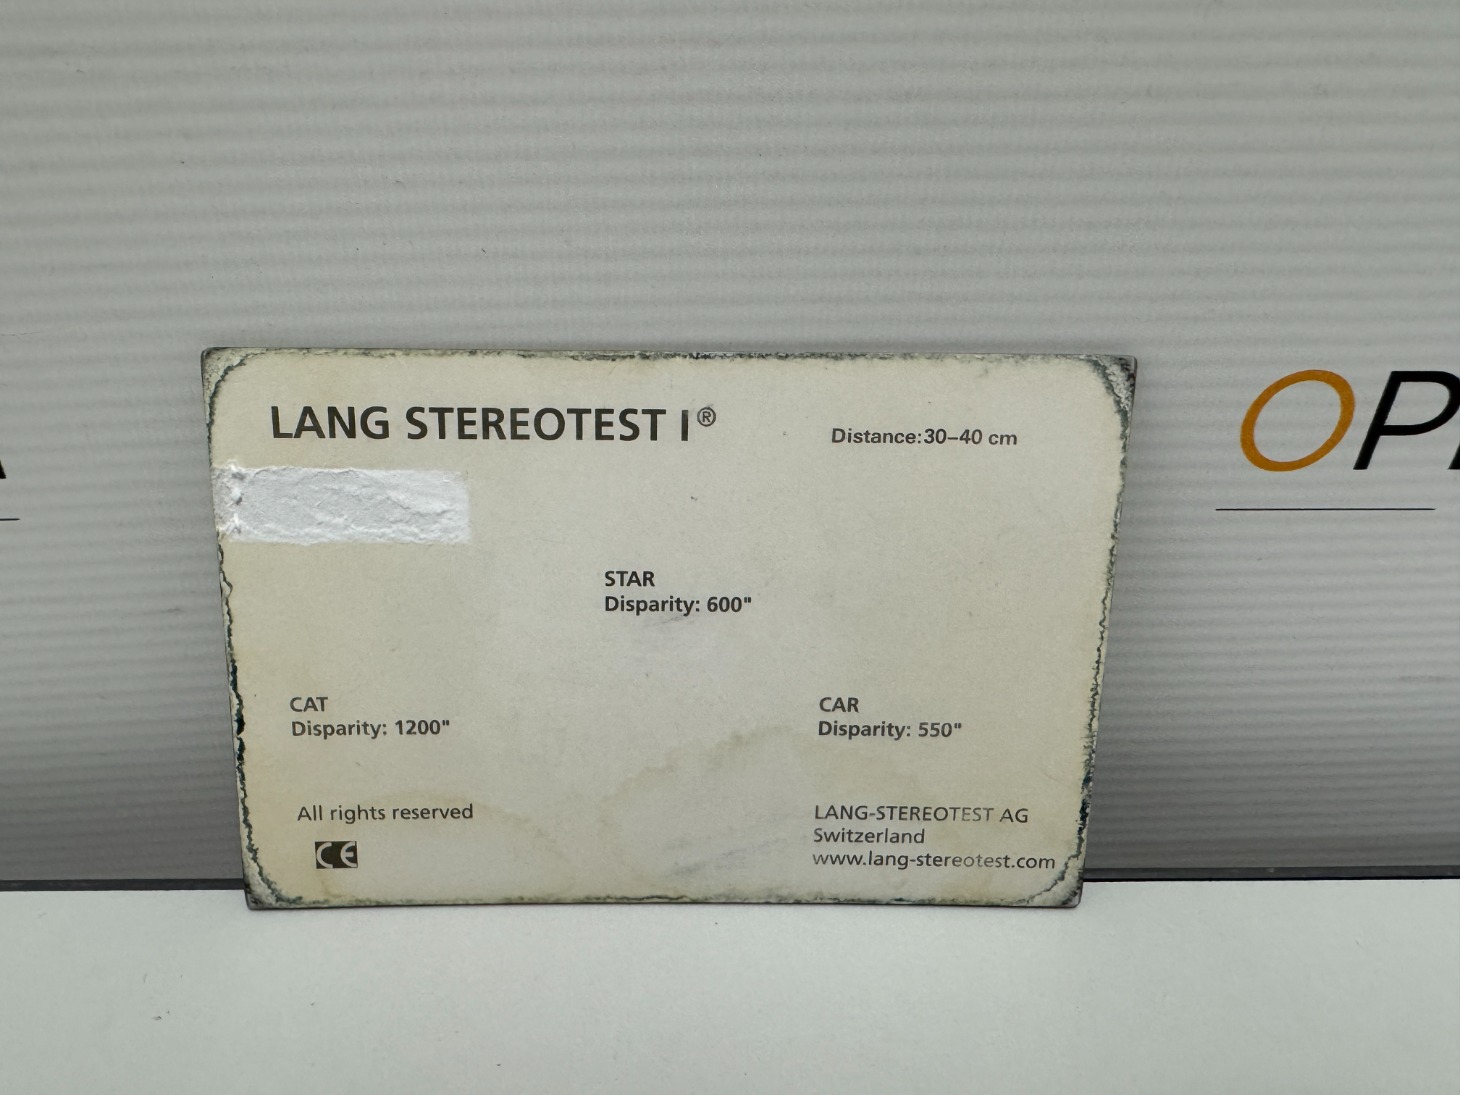 LANG STEREOTEST I®
Distance:30–40 cm
STAR
Disparity: 600"
CAT
Disparity: 1200"
CAR
Disparity: 550"
All rights reserved
CE
LANG-STEREOTEST AG
Switzerland
www.lang-stereotest.com